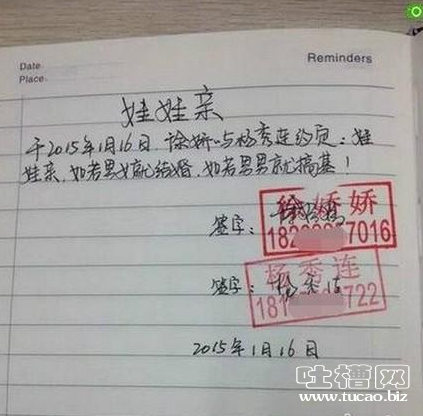 Date
Place
Reminders
娃娃亲
于2015年1月16日 徐娇娇与杨秀连约定:娃
娃亲、如若男女就结婚、如若男男就搞基!
签字:
徐娇娇
18 7016
签字:杨秀连
杨秀连
181 722
2015年1月16日
吐槽网
www.tucao.biz